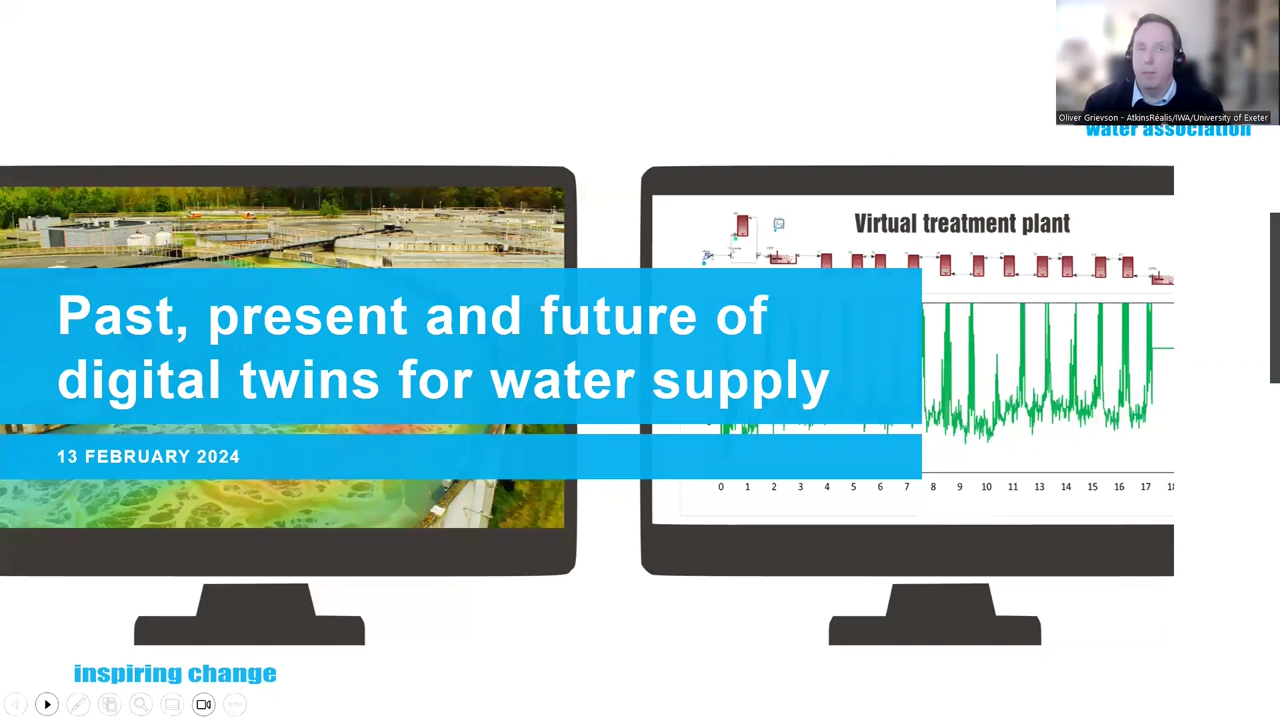 Oliver Grievson - AtkinsRéalis/IWA/University of Exeter
water association
Virtual treatment plant
Past, present and future of
digital twins for water supply
13 FEBRUARY 2024
0 1 2 3 4 5 6 7 8 9 10 11 12 13 14 15 16 17
inspiring change